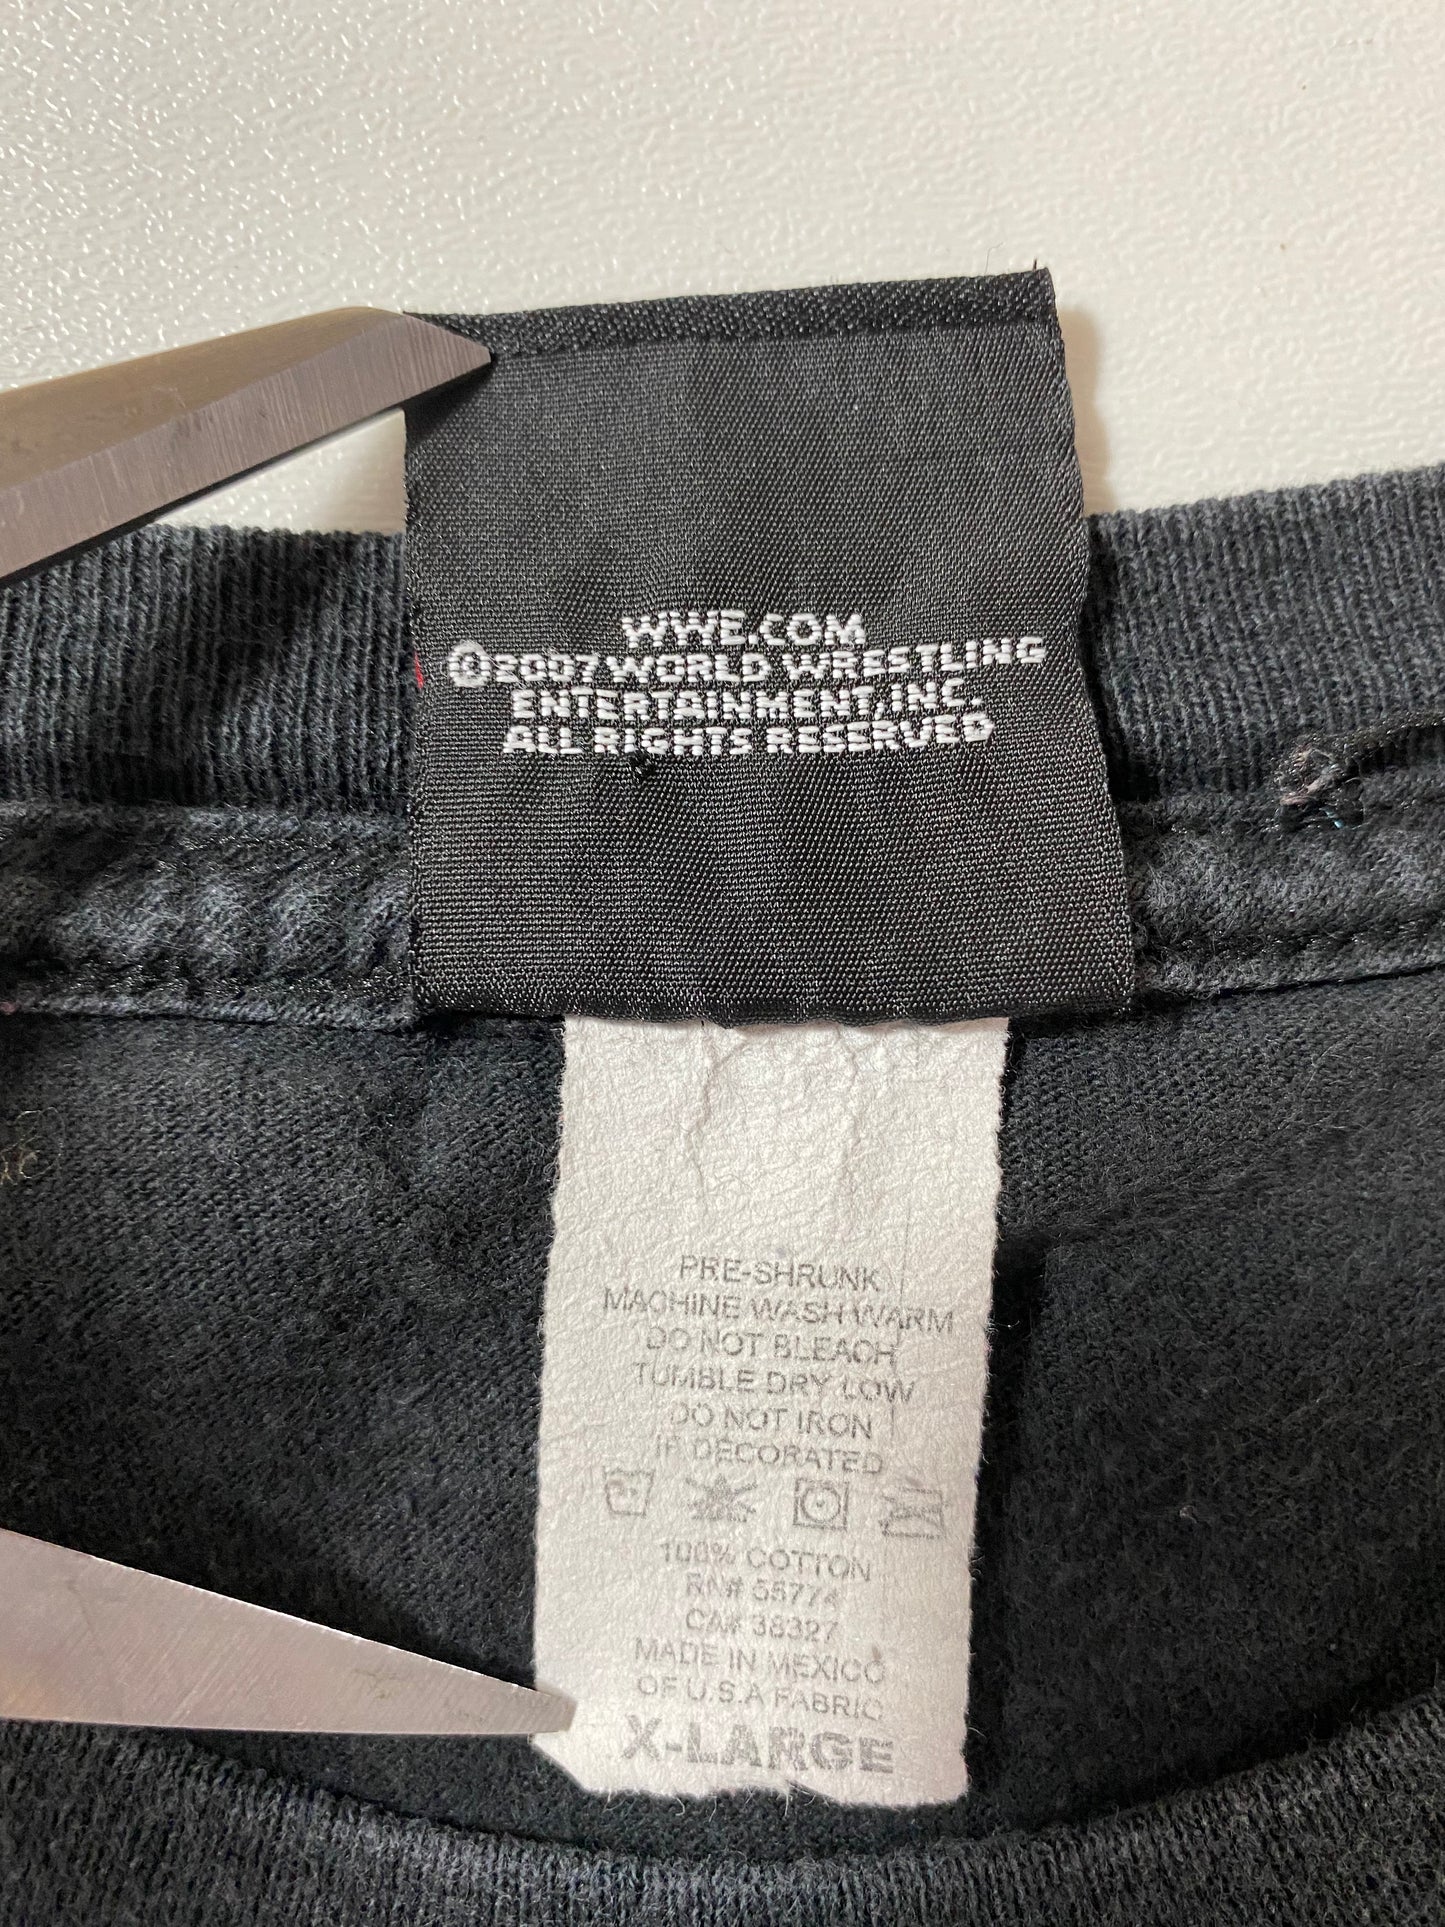 WWE.COM
©2007 WORLD WRESTLING
ENTERTAINMENT, INC.
ALL RIGHTS RESERVED
PRE-SHRUNK
MACHINE WASH WARM
DO NOT BLEACH
TUMBLE DRY LOW
DO NOT IRON
IF DECORATED
100% COTTON
RN# 55774
CA# 38327
MADE IN MEXICO
OF U.S.A FABRIC
X-LARGE